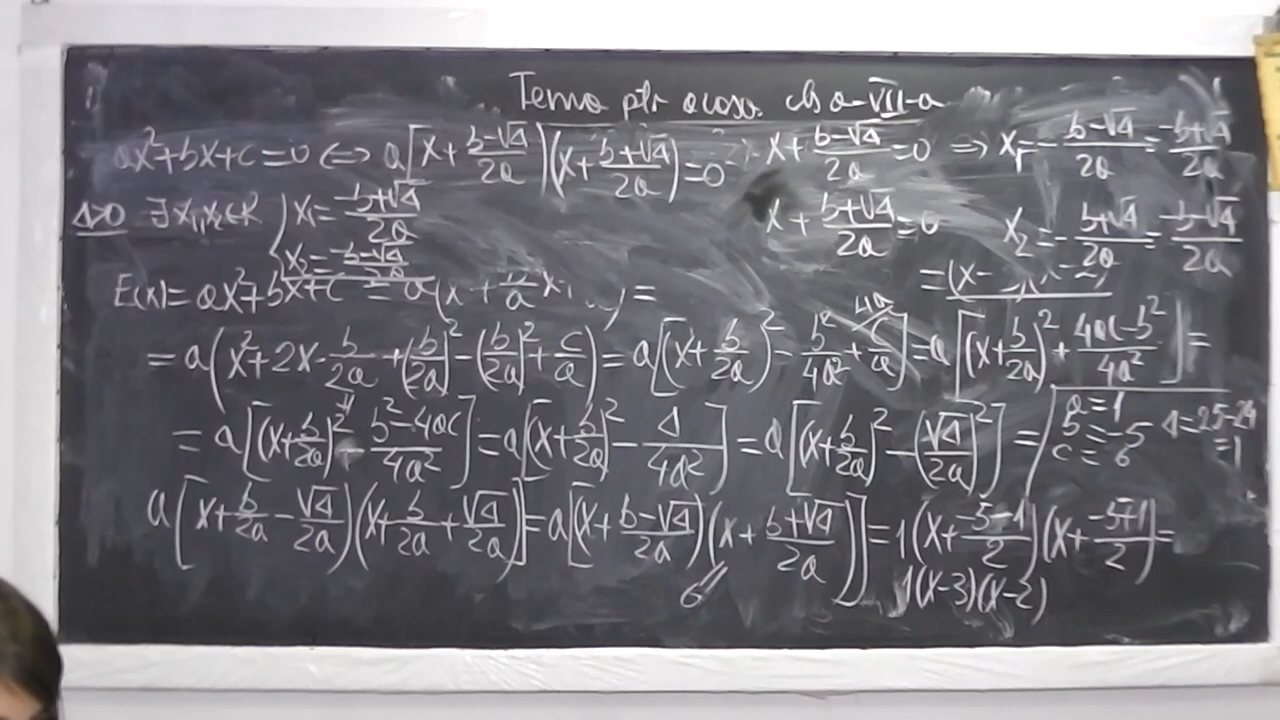 Tema ptr acasa. cls a-VII-a
ax²+bx+c=0 ⇔ a[x+(b-√Δ)/2a)(x+(b+√Δ)/2a)=0 x+(b-√Δ)/2a=0 ⇒ x₁=-(b-√Δ)/2a=(-b+√Δ)/2a
Δ>0 ∃x₁,x₂∈R {x₁=(-b+√Δ)/2a x+(b+√Δ)/2a=0 x₂=-(b+√Δ)/2a=(-b-√Δ)/2a
x₂=(-b-√Δ)/2a
E(x)=ax²+bx+c=a(x²+(b/a)x =
=a(x²+2x·b/2a+(b/2a)²-(b/2a)²+c/a)=a[(x+b/2a)²-b²/4a²+c/a]=a[(x+b/2a)²+(4ac-b²)/4a²]=
=a[(x+b/2a)²-(b²-4ac)/4a²]=a[(x+b/2a)²-Δ/4a²]=a[(x+b/2a)²-(√Δ/2a)²]=
a=1
b=-5
c=6
Δ=25-24
=1
a[x+b/2a-√Δ/2a)(x+b/2a+√Δ/2a]=a[(x+(b-√Δ)/2a)(x+(b+√Δ)/2a)]=1(x+(-5-1)/2)(x+(-5+1)/2)=
1(x-3)(x-2)